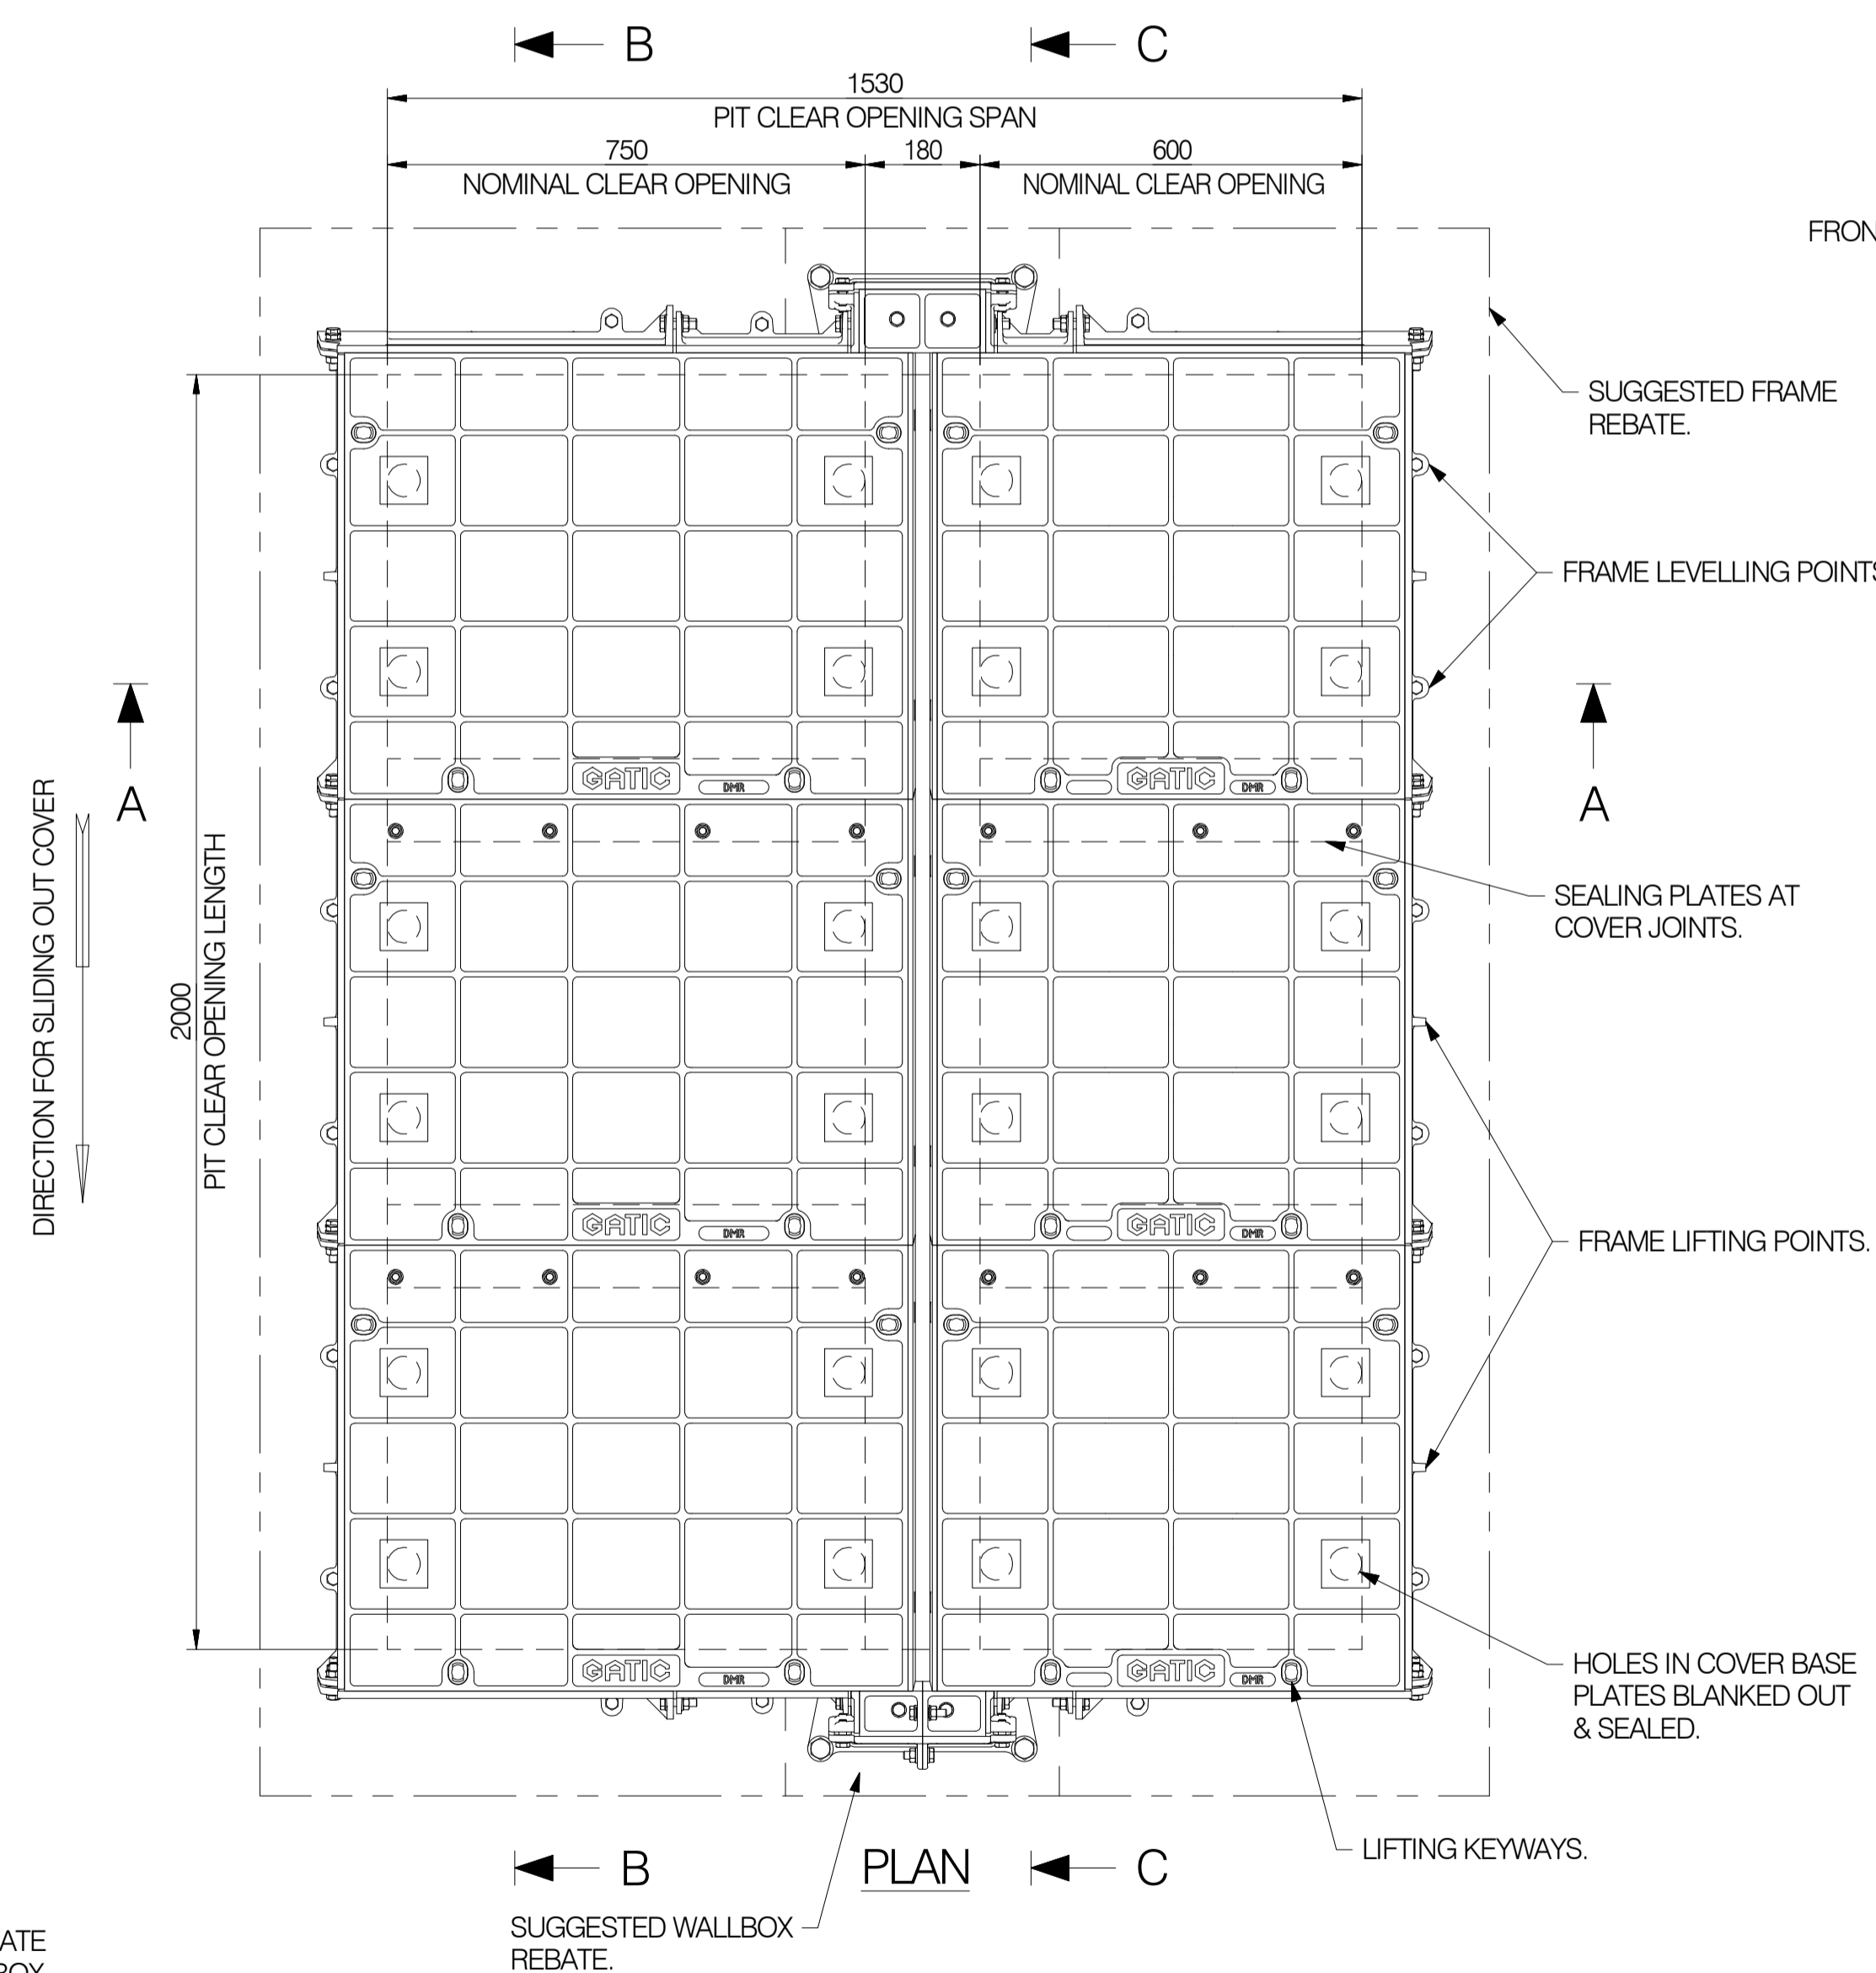 B
C
1530
PIT CLEAR OPENING SPAN
750
180
600
NOMINAL CLEAR OPENING
NOMINAL CLEAR OPENING
FRON
SUGGESTED FRAME
REBATE.
FRAME LEVELLING POINTS
A
A
GATIC
DMR
GATIC
DMR
DIRECTION FOR SLIDING OUT COVER
2000
PIT CLEAR OPENING LENGTH
SEALING PLATES AT
COVER JOINTS.
GATIC
DMR
GATIC
DMR
FRAME LIFTING POINTS.
GATIC
DMR
GATIC
DMR
HOLES IN COVER BASE
PLATES BLANKED OUT
& SEALED.
LIFTING KEYWAYS.
B
PLAN
C
SUGGESTED WALLBOX
REBATE.
ATE
BOX